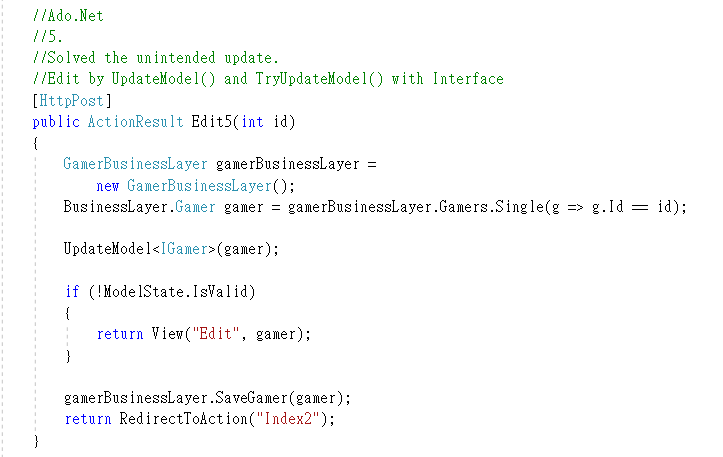 //Ado.Net
//5.
//Solved the unintended update.
//Edit by UpdateModel() and TryUpdateModel() with Interface
[HttpPost]
public ActionResult Edit5(int id)
{
GamerBusinessLayer gamerBusinessLayer =
new GamerBusinessLayer();
BusinessLayer.Gamer gamer = gamerBusinessLayer.Gamers.Single(g => g.Id == id);
UpdateModel<IGamer>(gamer);
if (!ModelState.IsValid)
{
return View("Edit", gamer);
}
gamerBusinessLayer.SaveGamer(gamer);
return RedirectToAction("Index2");
}